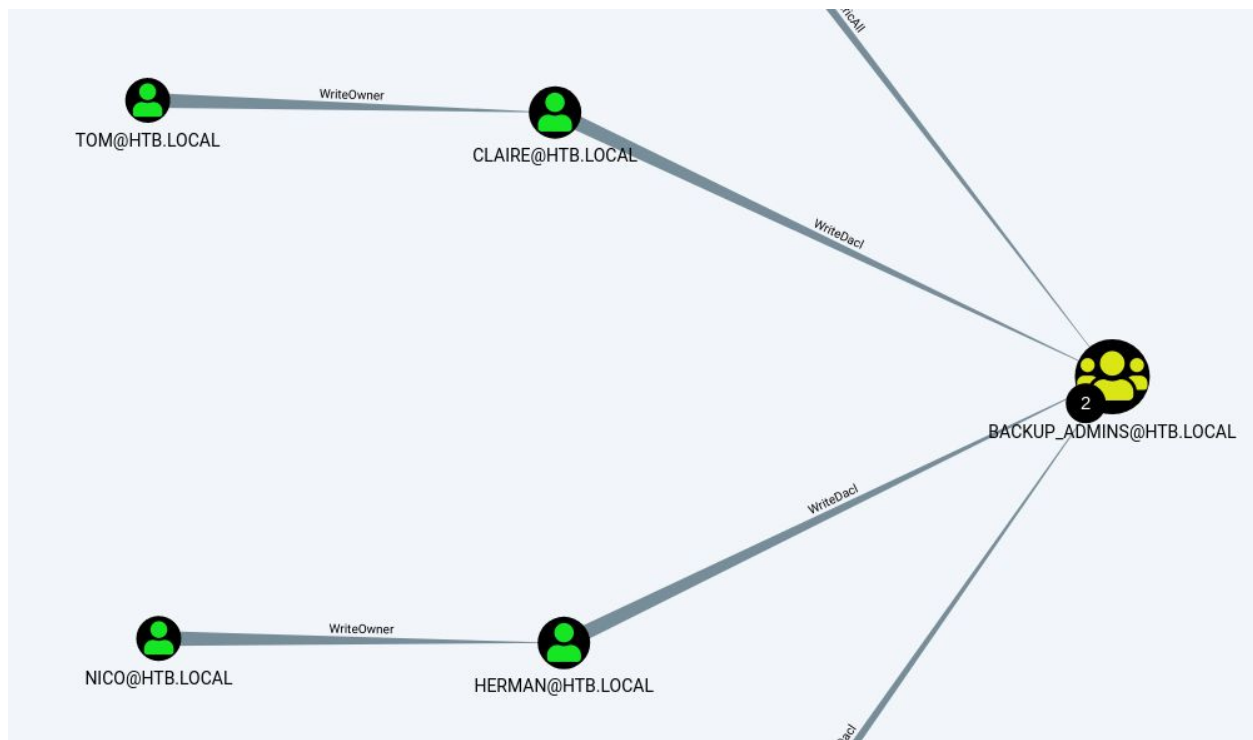 WriteOwner
TOM@HTB.LOCAL
CLAIRE@HTB.LOCAL
WriteDacl
2
BACKUP_ADMINS@HTB.LOCAL
WriteDacl
WriteOwner
NICO@HTB.LOCAL
HERMAN@HTB.LOCAL